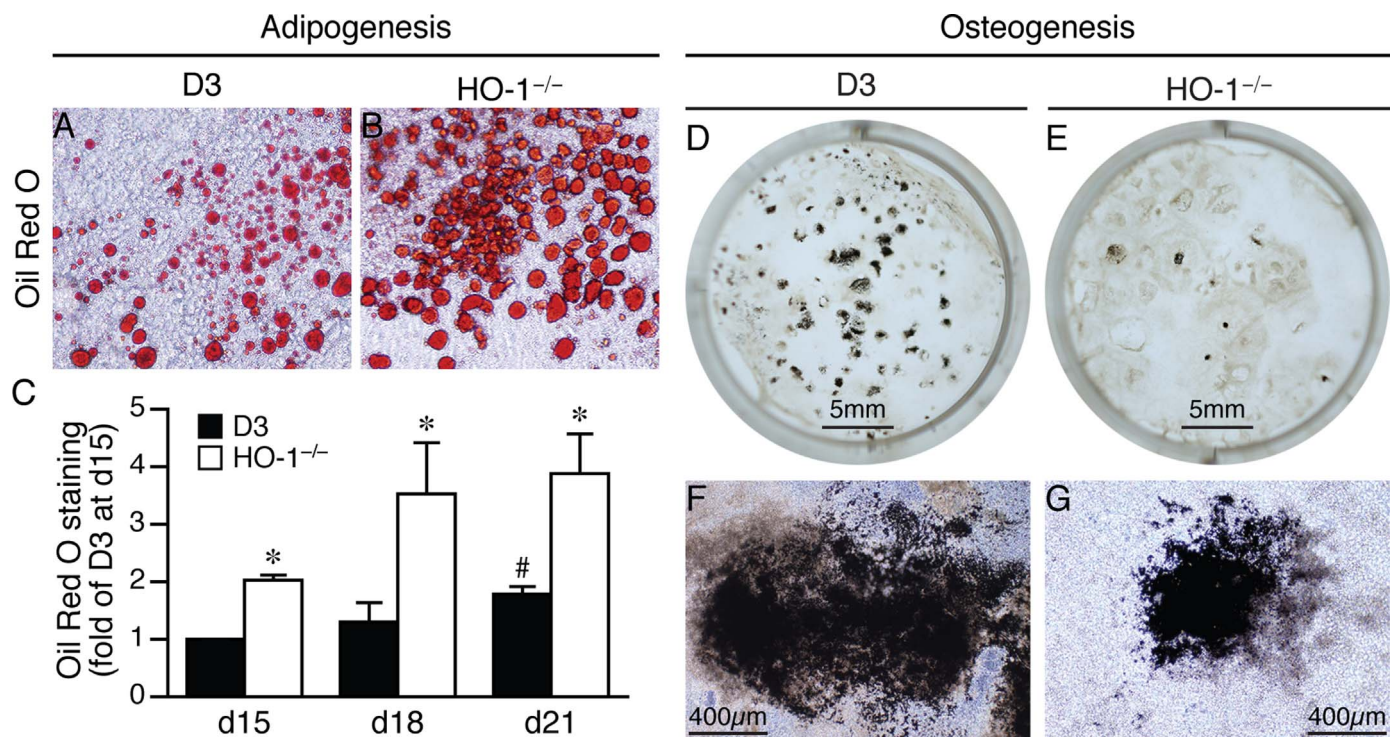 Adipogenesis
Osteogenesis
D3
HO-1⁻/⁻
D3
HO-1⁻/⁻
Oil Red O
A
B
D
E
5mm
5mm
C
Oil Red O staining
(fold of D3 at d15)
5
4
3
2
1
0
D3
HO-1⁻/⁻
*
*
#
*
d15
d18
d21
F
G
400µm
400µm